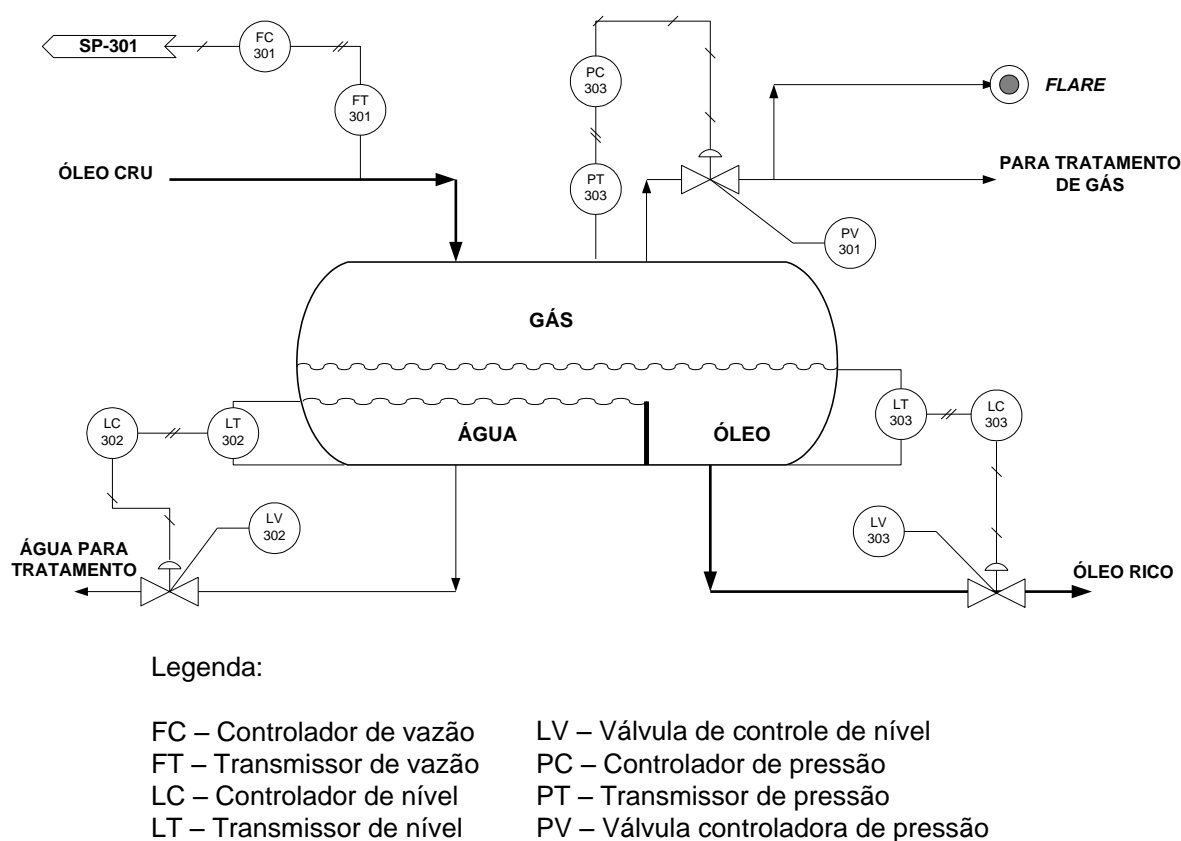 SP-301
FC
301
FT
301
ÓLEO CRU
PC
303
PT
303
FLARE
PARA TRATAMENTO
DE GÁS
PV
301
GÁS
LC
302
LT
302
ÁGUA
ÓLEO
LT
303
LC
303
LV
302
LV
303
ÁGUA PARA
TRATAMENTO
ÓLEO RICO
Legenda:
FC – Controlador de vazão
FT – Transmissor de vazão
LC – Controlador de nível
LT – Transmissor de nível
LV – Válvula de controle de nível
PC – Controlador de pressão
PT – Transmissor de pressão
PV – Válvula controladora de pressão